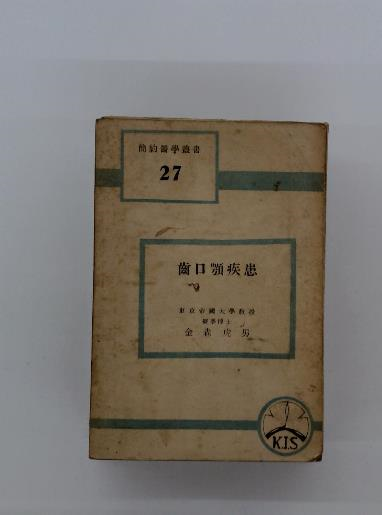 簡約醫學叢書
27
齒口顎疾患
東京帝國大學教授
醫學博士
金森虎男
K.I.S